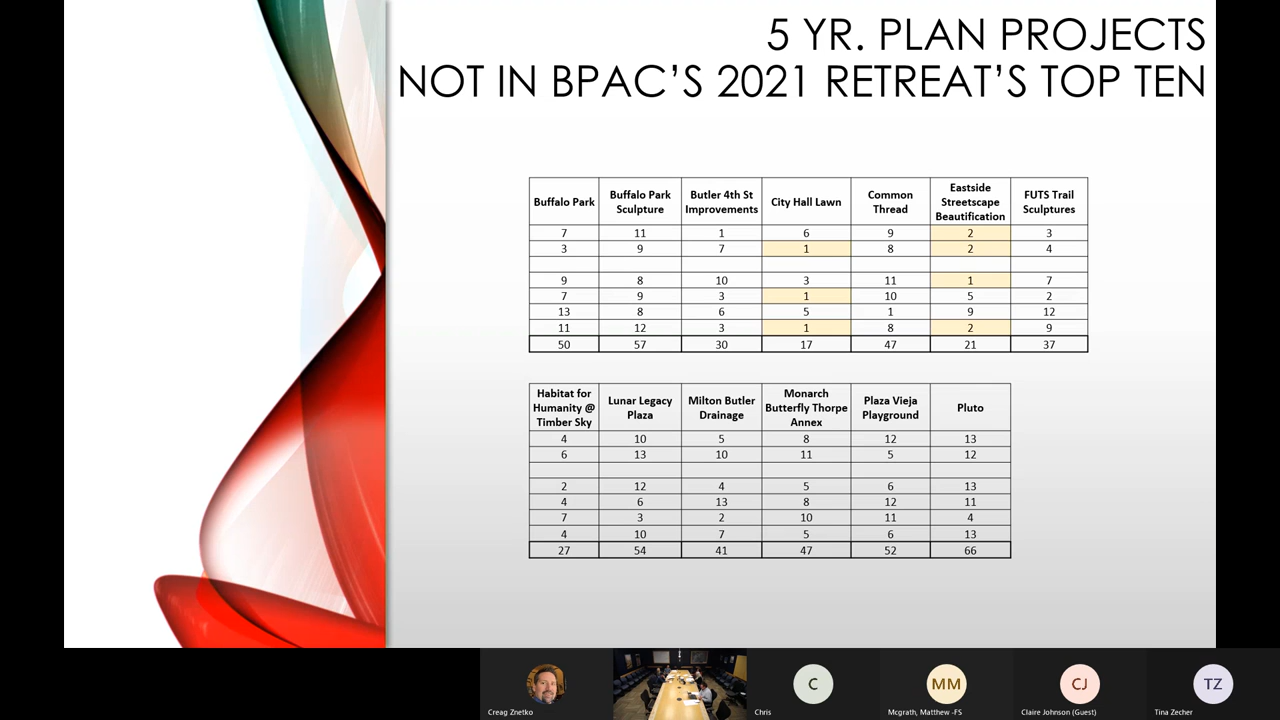 5 YR. PLAN PROJECTS
NOT IN BPAC'S 2021 RETREAT'S TOP TEN
Buffalo Park Buffalo Park Sculpture Butler 4th St Improvements City Hall Lawn Common Thread Eastside Streetscape Beautification FUTS Trail Sculptures
7 11 1 6 9 2 3
3 9 7 1 8 2 4
9 8 10 3 11 1 7
7 9 3 1 10 5 2
13 8 6 5 1 9 12
11 12 3 1 8 2 9
50 57 30 17 47 21 37
Habitat for Humanity @ Timber Sky Lunar Legacy Plaza Milton Butler Drainage Monarch Butterfly Thorpe Annex Plaza Vieja Playground Pluto
4 10 5 8 12 13
6 13 10 11 5 12
2 12 4 5 6 13
4 6 13 8 12 11
7 3 2 10 11 4
4 10 7 5 6 13
27 54 41 47 52 66
C MM CJ TZ
Creag Znetko Chris Mcgrath, Matthew -FS Claire Johnson (Guest) Tina Zecher